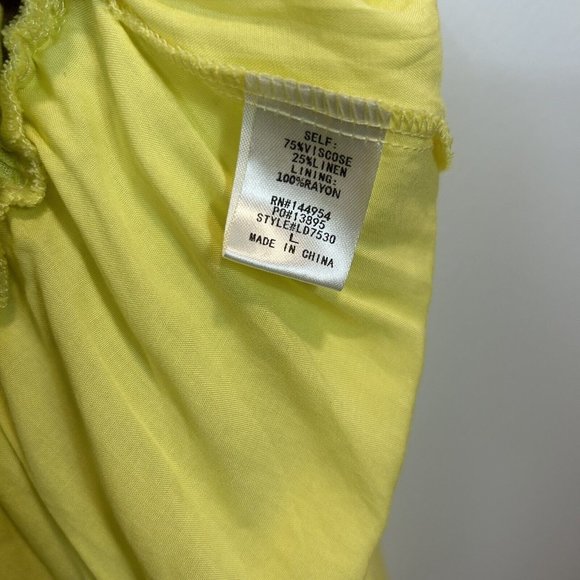 SELF:
75%VISCOSE
25%LINEN
LINING:
100%RAYON
RN#144954
PO#13895
STYLE#LD7530
L
MADE IN CHINA